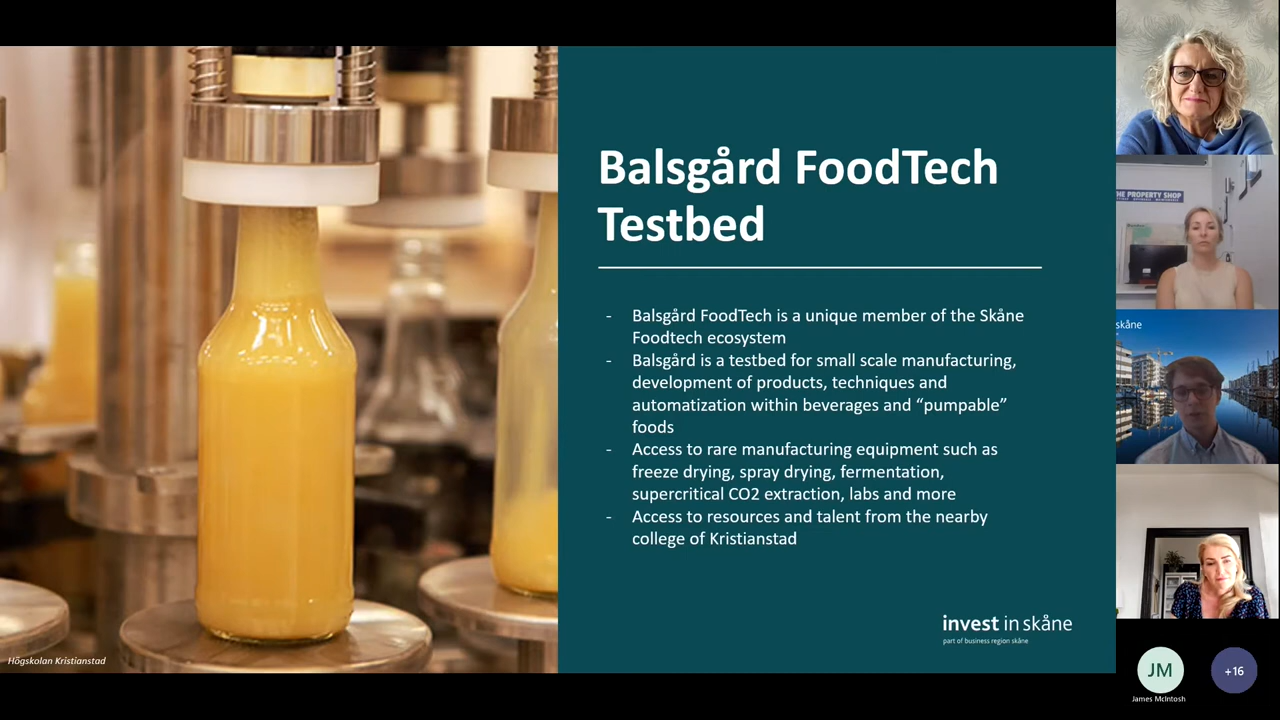 Balsgård FoodTech
Testbed
- Balsgård FoodTech is a unique member of the Skåne
Foodtech ecosystem
- Balsgård is a testbed for small scale manufacturing,
development of products, techniques and
automatization within beverages and “pumpable”
foods
- Access to rare manufacturing equipment such as
freeze drying, spray drying, fermentation,
supercritical CO2 extraction, labs and more
- Access to resources and talent from the nearby
college of Kristianstad
invest in skåne
part of business region skåne
Högskolan Kristianstad
THE PROPERTY SHOP
skåne
JM
James McIntosh
+16